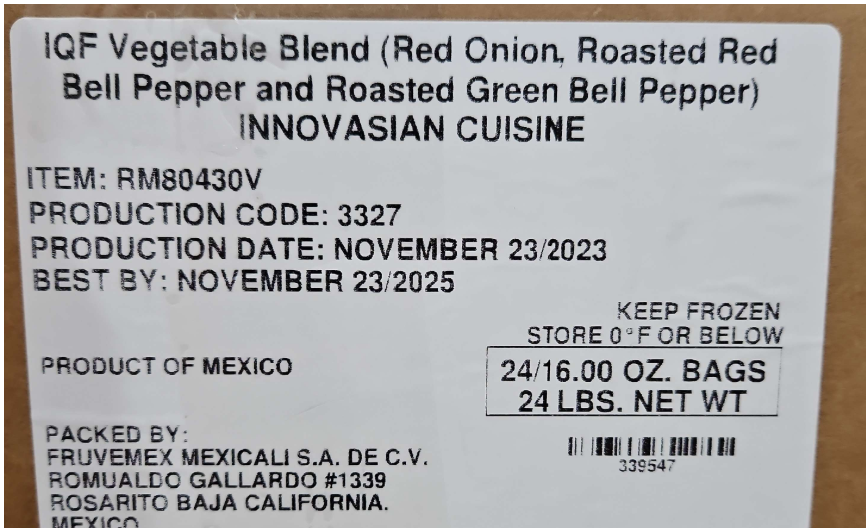 IQF Vegetable Blend (Red Onion, Roasted Red
Bell Pepper and Roasted Green Bell Pepper)
INNOVASIAN CUISINE
ITEM: RM80430V
PRODUCTION CODE: 3327
PRODUCTION DATE: NOVEMBER 23/2023
BEST BY: NOVEMBER 23/2025
KEEP FROZEN
STORE 0°F OR BELOW
PRODUCT OF MEXICO
24/16.00 OZ. BAGS
24 LBS. NET WT
PACKED BY:
FRUVEMEX MEXICALI S.A. DE C.V.
ROMUALDO GALLARDO #1339
ROSARITO BAJA CALIFORNIA.
MEXICO
339547